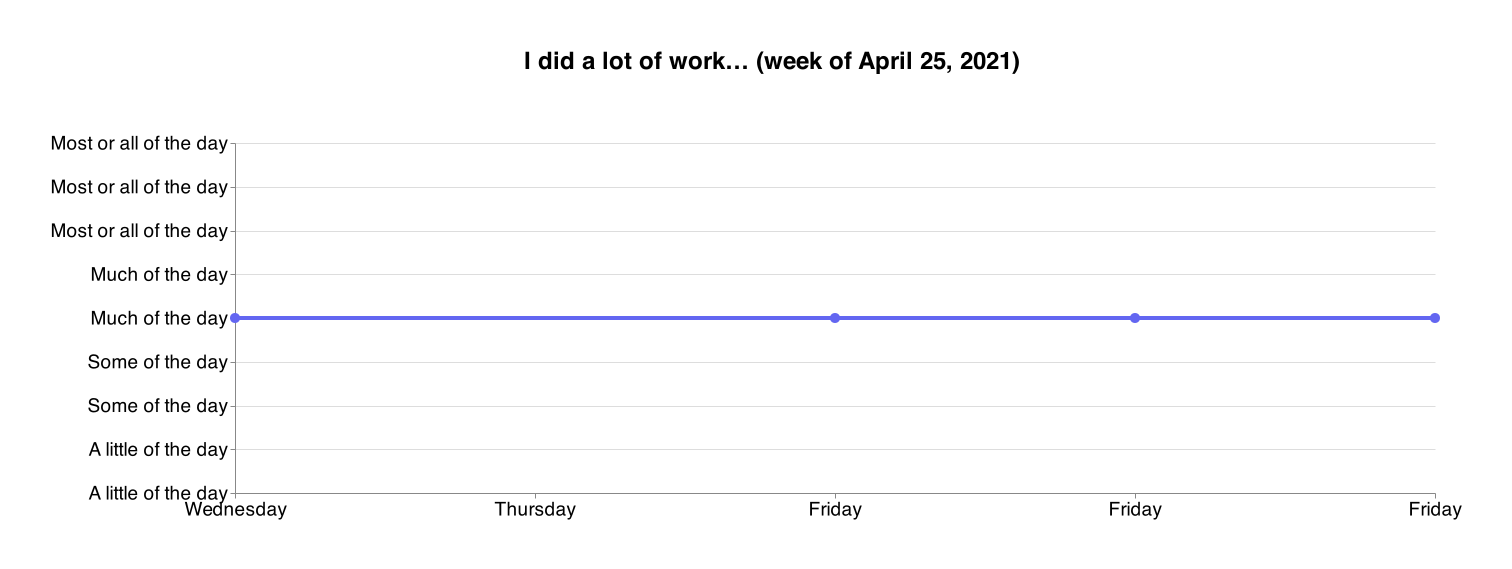 I did a lot of work… (week of April 25, 2021)
Most or all of the day
Most or all of the day
Most or all of the day
Much of the day
Much of the day
Some of the day
Some of the day
A little of the day
A little of the day
Wednesday Thursday Friday Friday Friday